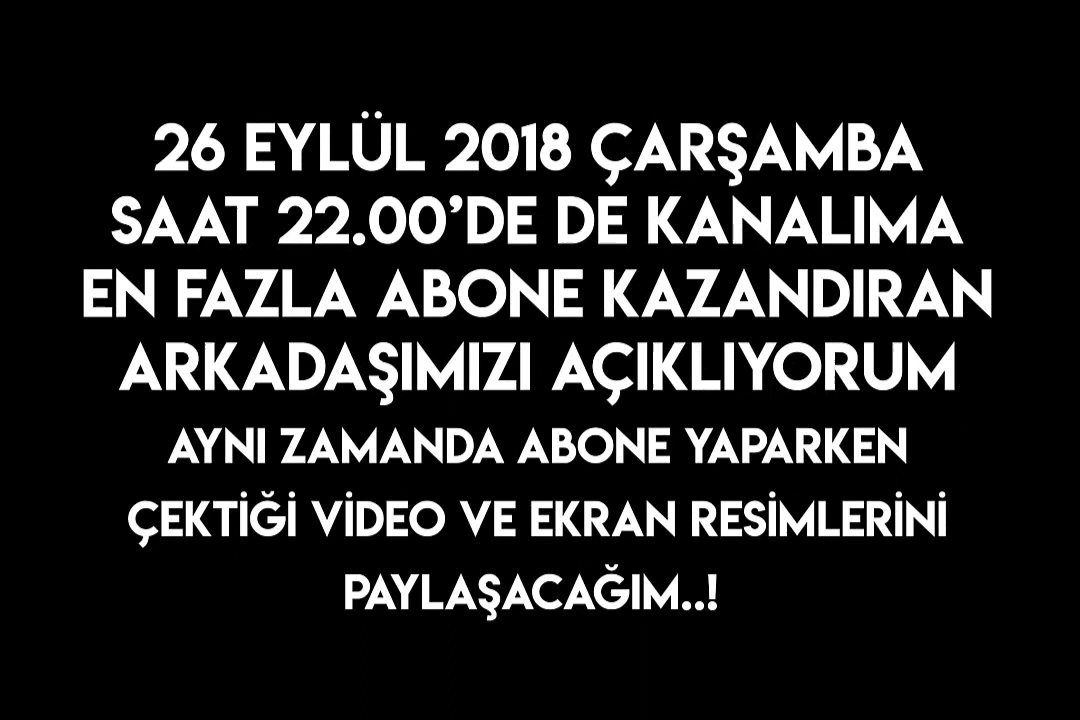 26 EYLÜL 2018 ÇARŞAMBA
SAAT 22.00'DE DE KANALIMA
EN FAZLA ABONE KAZANDIRAN
ARKADAŞIMIZI AÇIKLIYORUM
AYNI ZAMANDA ABONE YAPARKEN
ÇEKTİĞİ VİDEO VE EKRAN RESİMLERİNİ
PAYLAŞACAĞIM..!